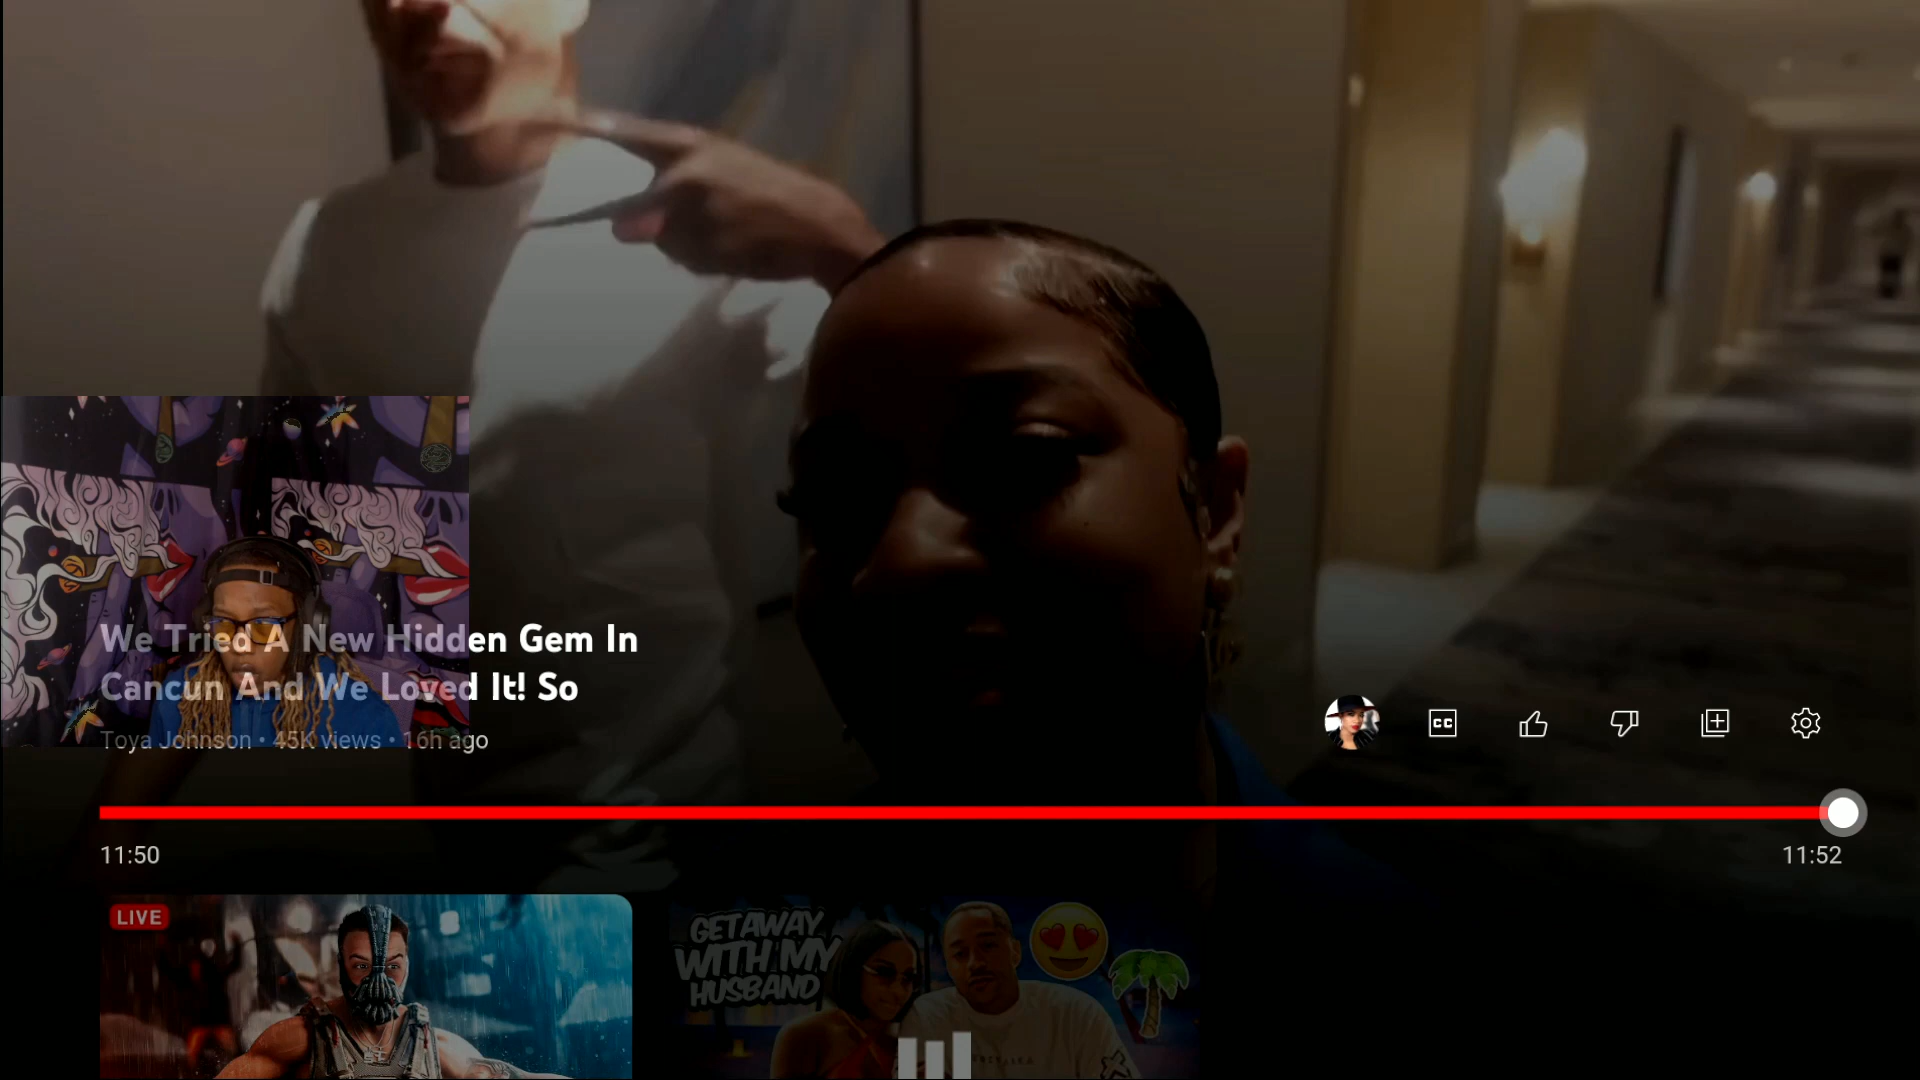 We Tried A New Hidden Gem In
Cancun And We Loved It! So
Toya Johnson • 45K views • 16h ago
CC
11:50
11:52
LIVE
GETAWAY
WITH MY
HUSBAND